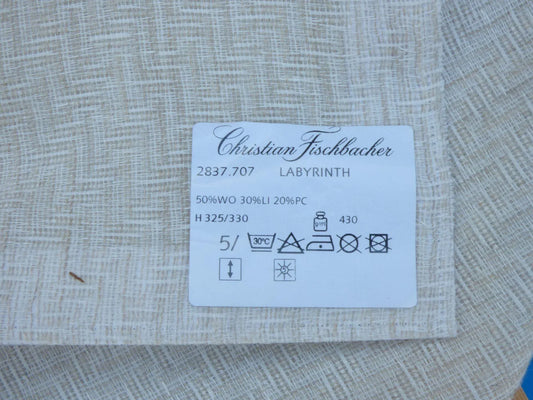 Christian Fischbacher
2837.707 LABYRINTH
50%WO 30%LI 20%PC
H 325/330 430
5/ 30°C